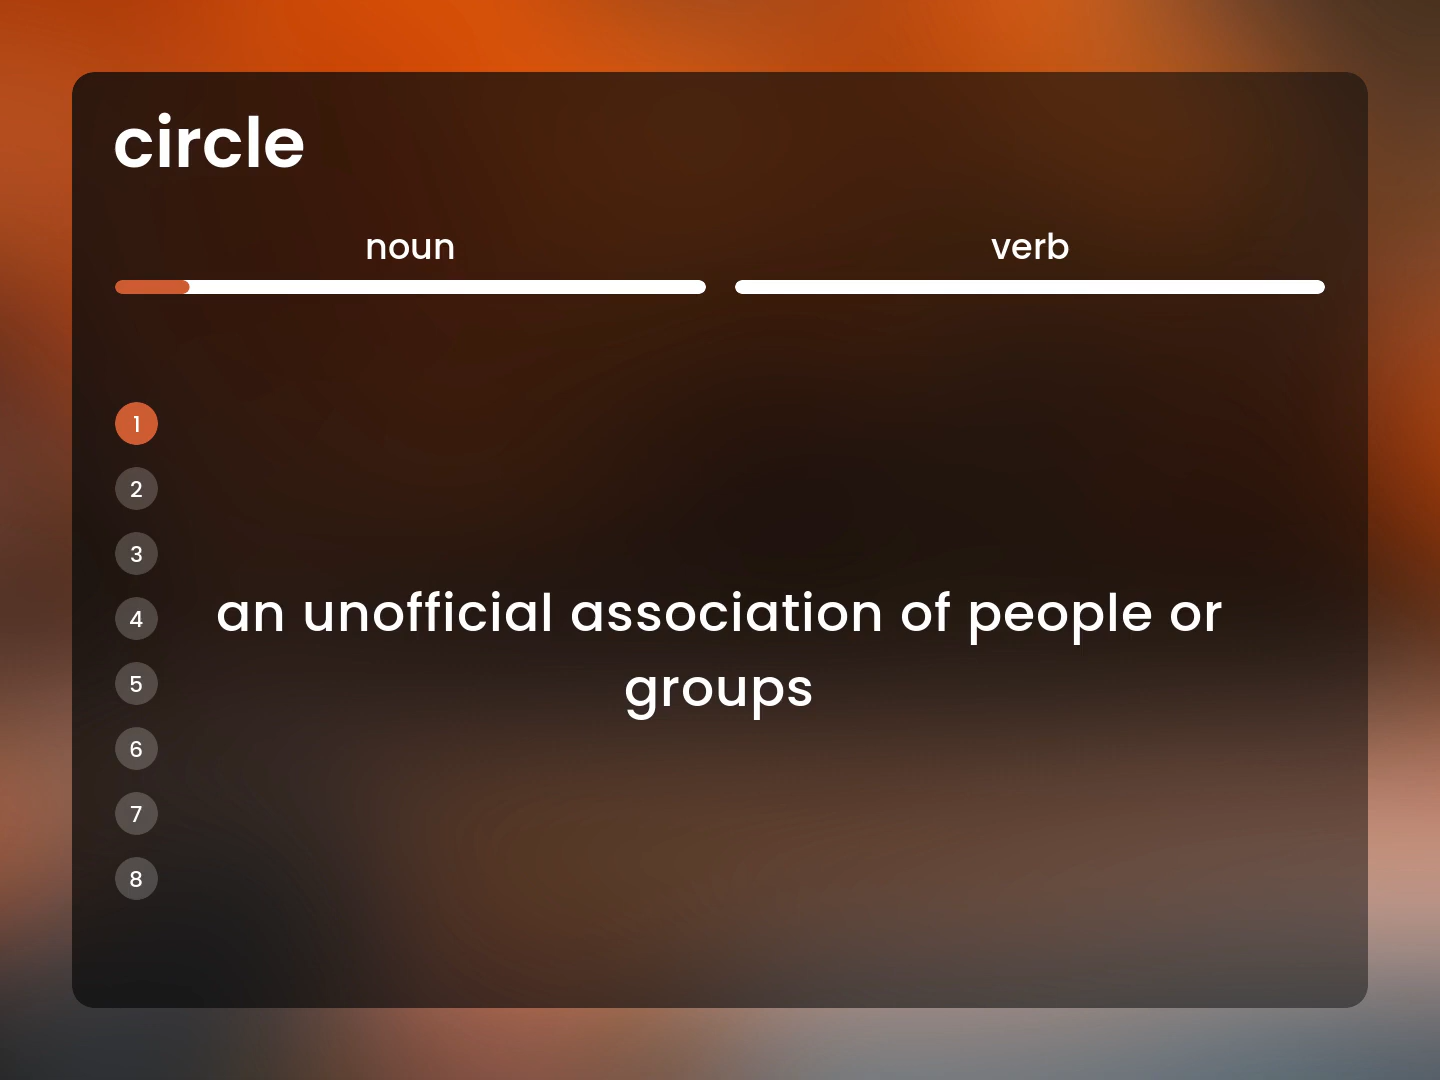 circle
noun
verb
1
2
3
4
5
6
7
8
an unofficial association of people or
groups